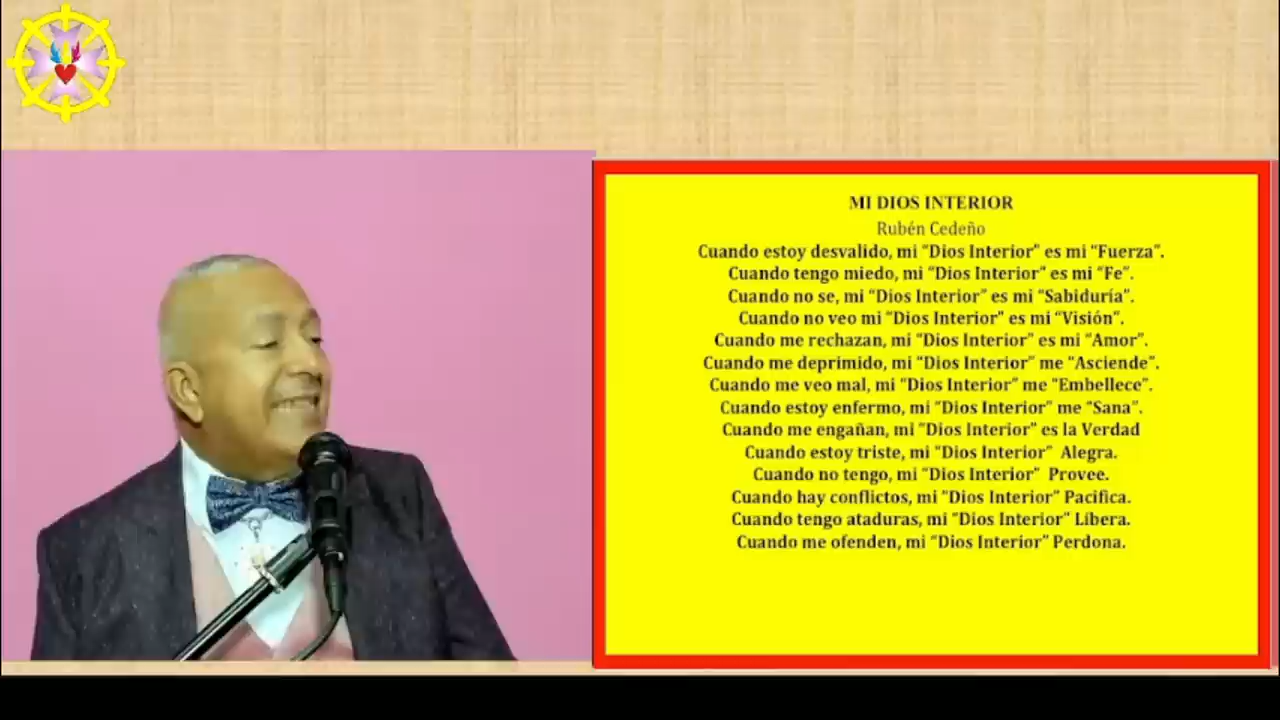 MI DIOS INTERIOR
Rubén Cedeño
Cuando estoy desvalido, mi “Dios Interior” es mi “Fuerza”.
Cuando tengo miedo, mi “Dios Interior” es mi “Fe”.
Cuando no se, mi “Dios Interior” es mi “Sabiduría”.
Cuando no veo mi “Dios Interior” es mi “Visión”.
Cuando me rechazan, mi “Dios Interior” es mi “Amor”.
Cuando me deprimido, mi “Dios Interior” me “Asciende”.
Cuando me veo mal, mi “Dios Interior” me “Embellece”.
Cuando estoy enfermo, mi “Dios Interior” me “Sana”.
Cuando me engañan, mi “Dios Interior” es la Verdad
Cuando estoy triste, mi “Dios Interior” Alegra.
Cuando no tengo, mi “Dios Interior” Provee.
Cuando hay conflictos, mi “Dios Interior” Pacifica.
Cuando tengo ataduras, mi “Dios Interior” Libera.
Cuando me ofenden, mi “Dios Interior” Perdona.